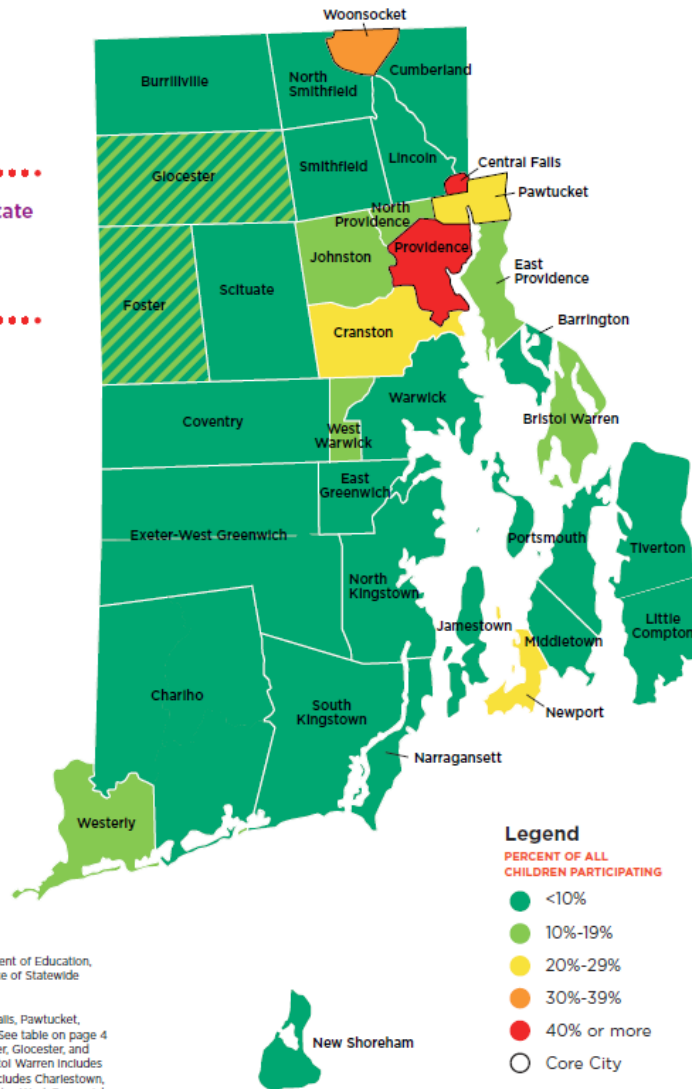 Woonsocket
Burrillville
North
Smithfield
Cumberland
Glocester
Smithfield
Lincoln
Central Falls
Pawtucket
tate
North
Providence
Johnston
Providence
East
Providence
Foster
Scituate
Cranston
Barrington
Coventry
West
Warwick
Warwick
Bristol Warren
East
Greenwich
Exeter-West Greenwich
Portsmouth
Tiverton
North
Kingstown
Jamestown
Middletown
Little
Compton
Chariho
South
Kingstown
Newport
Narragansett
Westerly
Legend
PERCENT OF ALL
CHILDREN PARTICIPATING
<10%
10%-19%
20%-29%
30%-39%
40% or more
Core City
ent of Education,
ce of Statewide
alls, Pawtucket,
See table on page 4
er, Glocester, and
tol Warren includes
cludes Charlestown,
New Shoreham